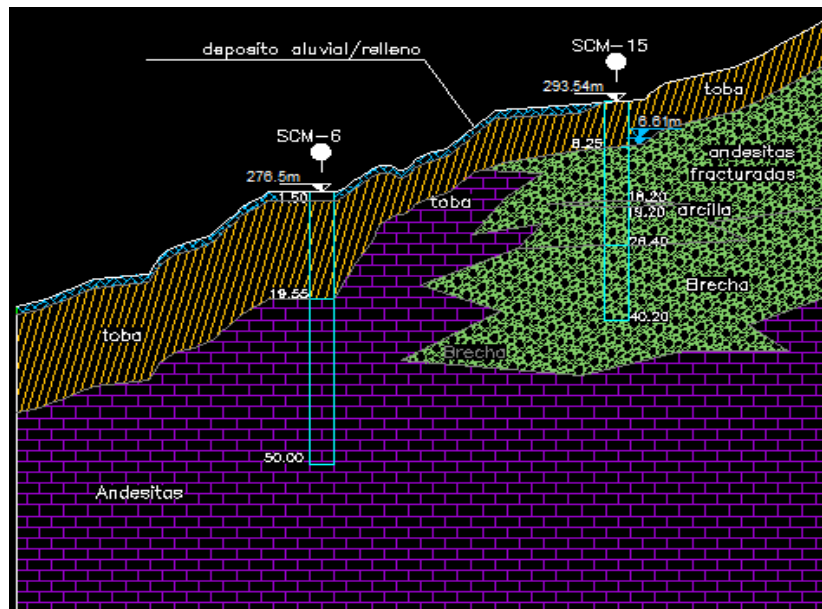 deposito aluvial/relleno
SCM-15
293.54m
toba
6.61m
8.25
SCM-6
andesitas
fracturadas
276.5m
1.50
toba
18.20
19.20
arcilla
26.40
Brecha
19.55
40.20
toba
Brecha
50.00
Andesitas